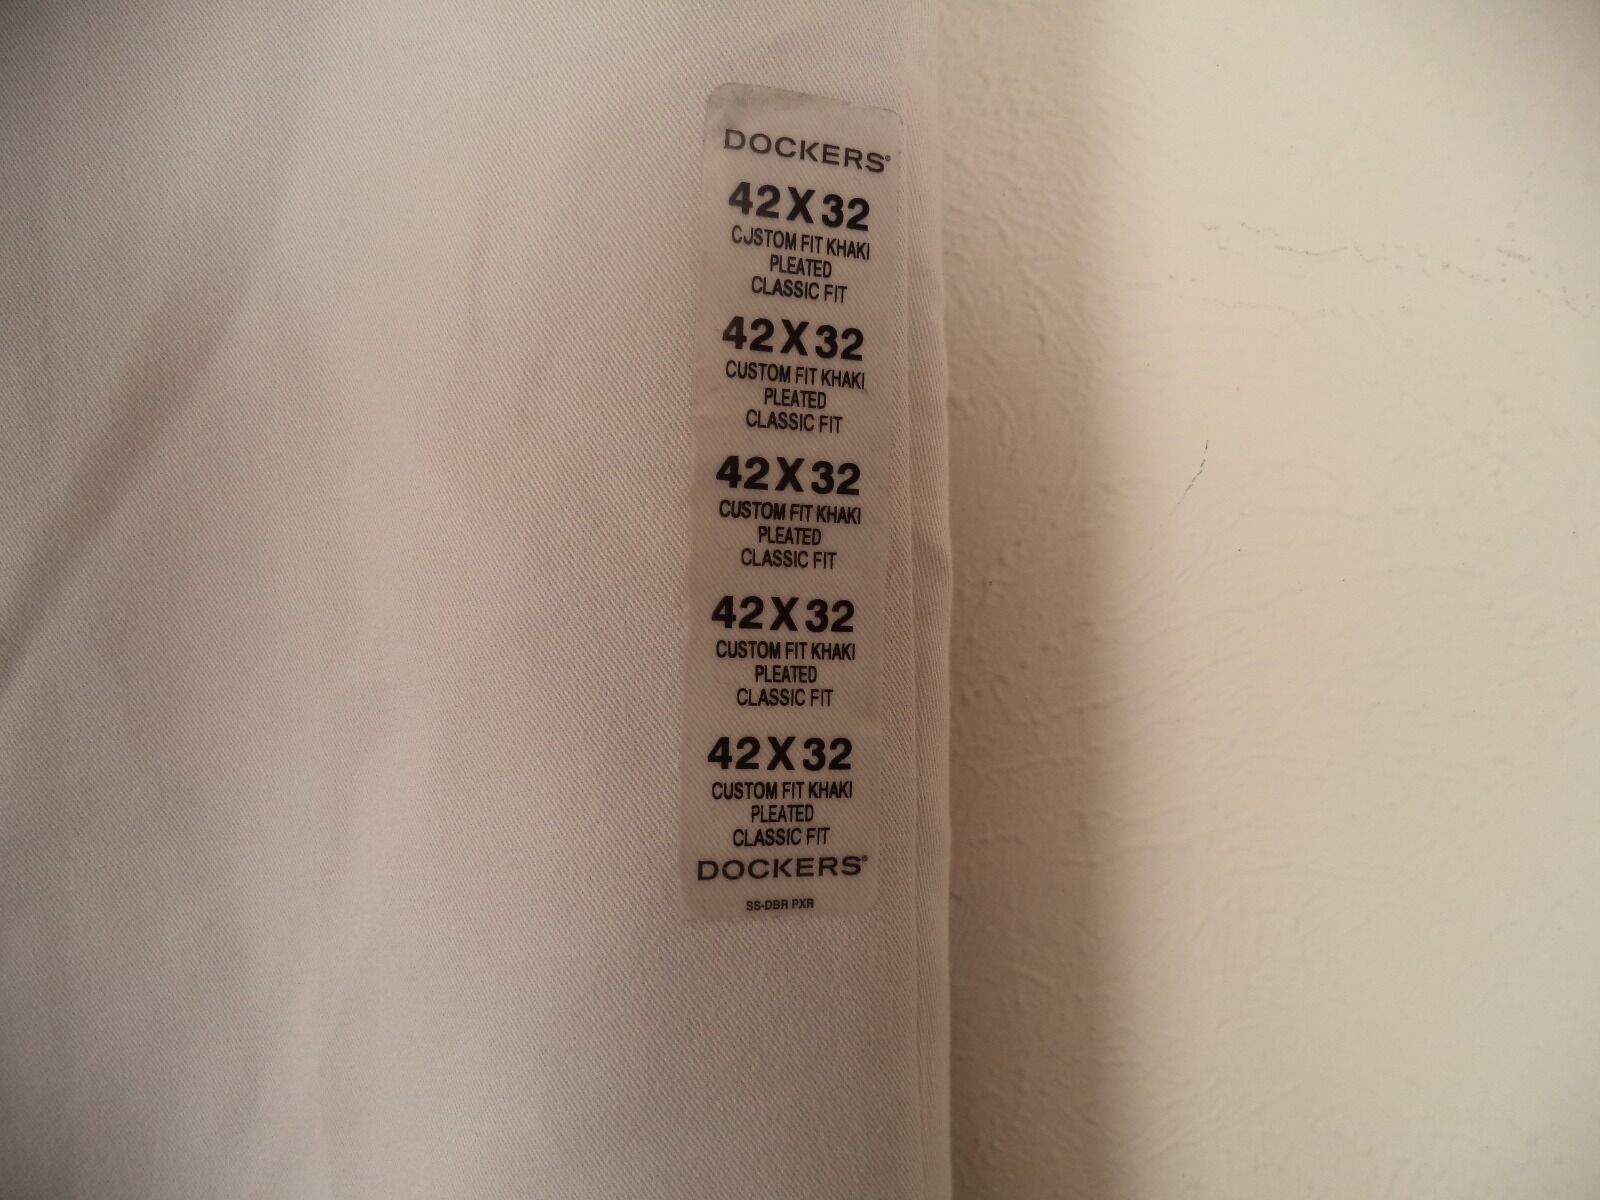 DOCKERS®
42X32
CUSTOM FIT KHAKI
PLEATED
CLASSIC FIT
42X32
CUSTOM FIT KHAKI
PLEATED
CLASSIC FIT
42X32
CUSTOM FIT KHAKI
PLEATED
CLASSIC FIT
42X32
CUSTOM FIT KHAKI
PLEATED
CLASSIC FIT
42X32
CUSTOM FIT KHAKI
PLEATED
CLASSIC FIT
DOCKERS®
SS-DBR PXR